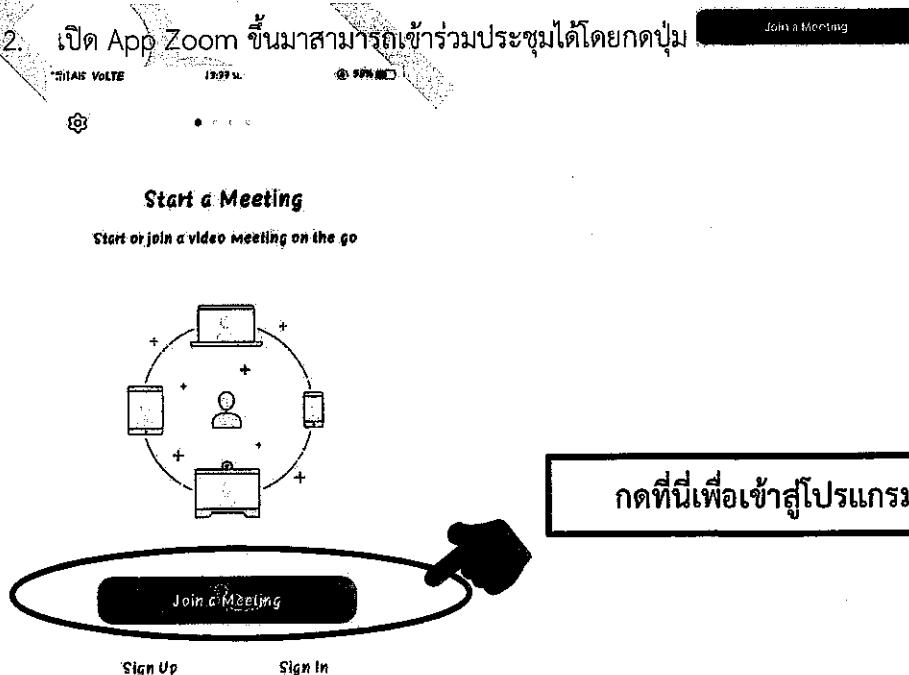 2. เปิด App Zoom ขึ้นมาสามารถเข้าร่วมประชุมได้โดยกดปุ่ม Join a Meeting
AIS VoLTE
Start a Meeting
Start or join a video meeting on the go
กดที่นี่เพื่อเข้าสู่โปรแกรม
Join a Meeting
Sign Up Sign In